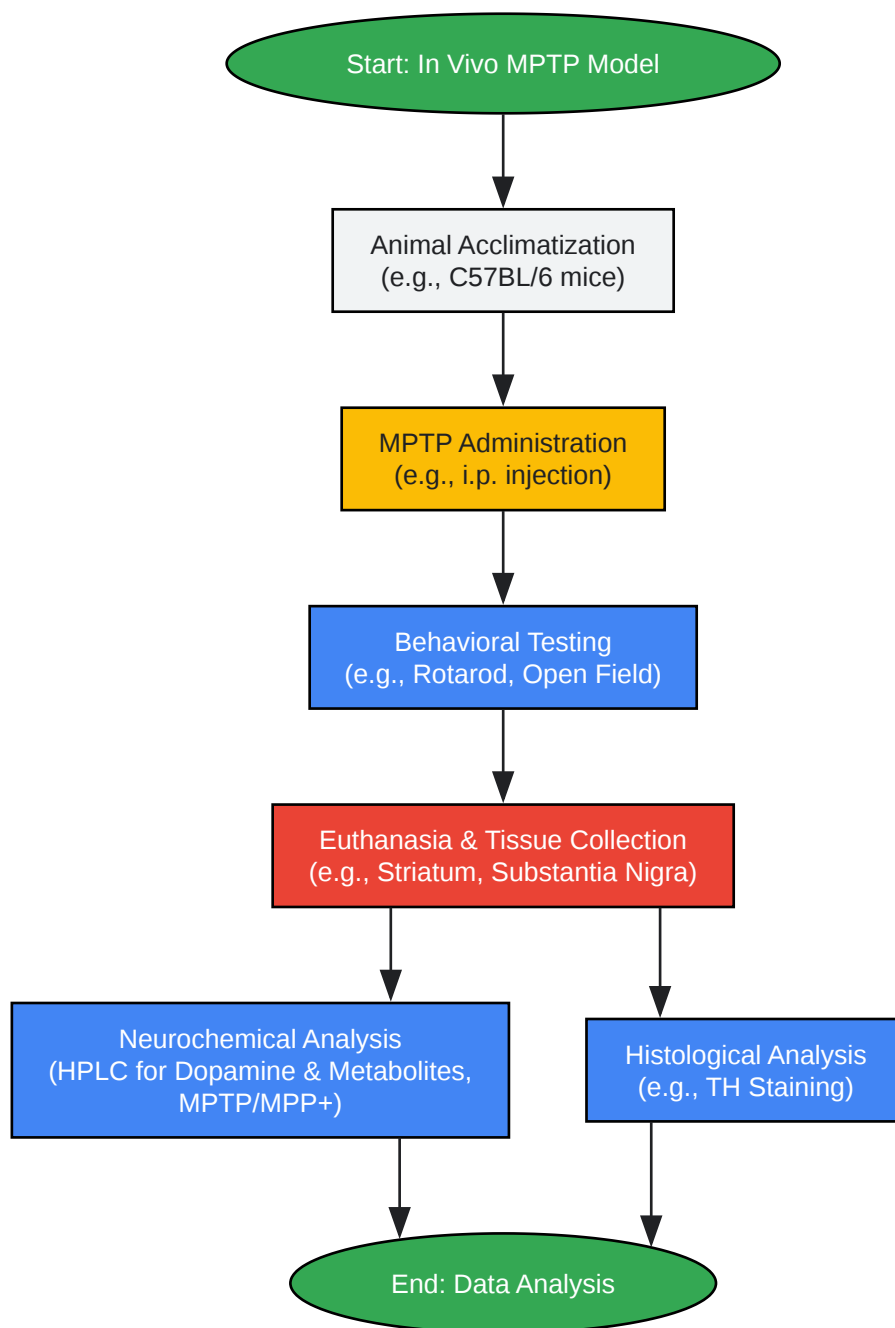 Start: In Vivo MPTP Model
Animal Acclimatization
(e.g., C57BL/6 mice)
MPTP Administration
(e.g., i.p. injection)
Behavioral Testing
(e.g., Rotarod, Open Field)
Euthanasia & Tissue Collection
(e.g., Striatum, Substantia Nigra)
Neurochemical Analysis
(HPLC for Dopamine & Metabolites,
MPTP/MPP+)
Histological Analysis
(e.g., TH Staining)
End: Data Analysis